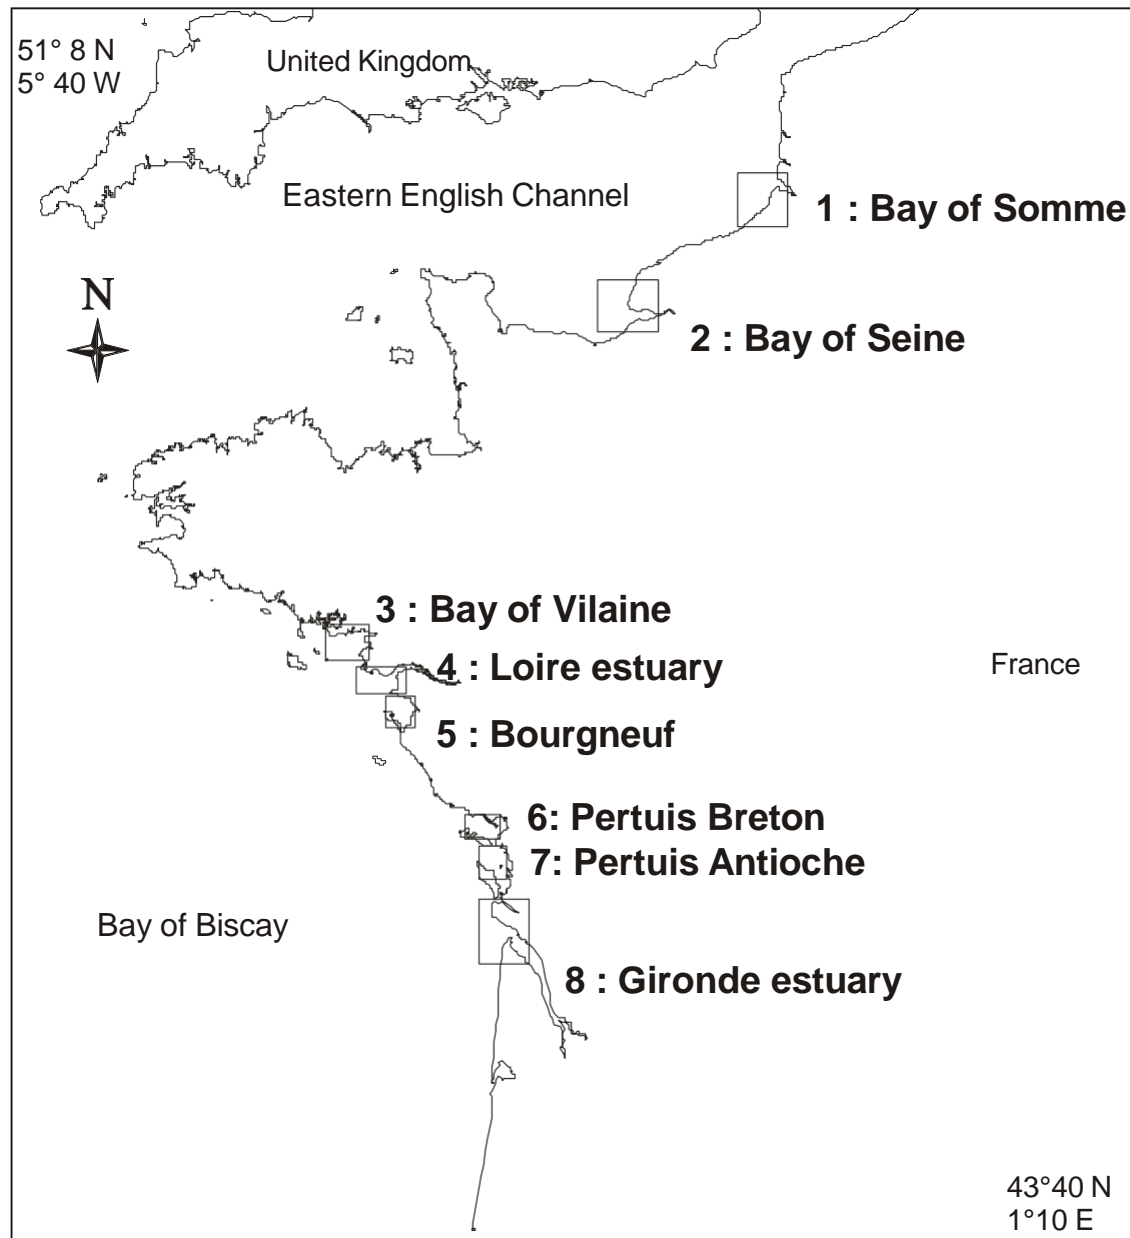 51° 8 N
5° 40 W
United Kingdom
Eastern English Channel
1 : Bay of Somme
N
2 : Bay of Seine
3 : Bay of Vilaine
4 : Loire estuary
France
5 : Bourgneuf
6: Pertuis Breton
7: Pertuis Antioche
Bay of Biscay
8 : Gironde estuary
43°40 N
1°10 E